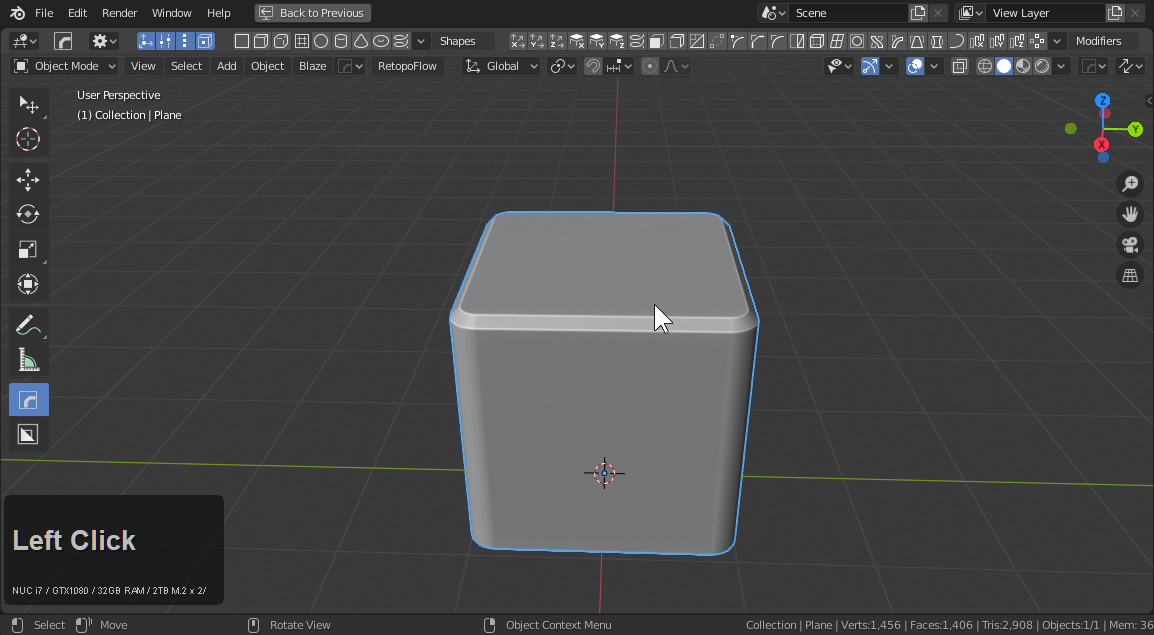 File Edit Render Window Help Back to Previous Scene View Layer
Shapes Modifiers
Object Mode View Select Add Object Blaze RetopoFlow Global
User Perspective
(1) Collection | Plane
Z
Y
X
Left Click
NUC i7 / GTX1080 / 32GB RAM / 2TB M.2 x 2/
Select Move Rotate View Object Context Menu Collection | Plane | Verts:1,456 | Faces:1,406 | Tris:2,908 | Objects:1/1 | Mem: 36